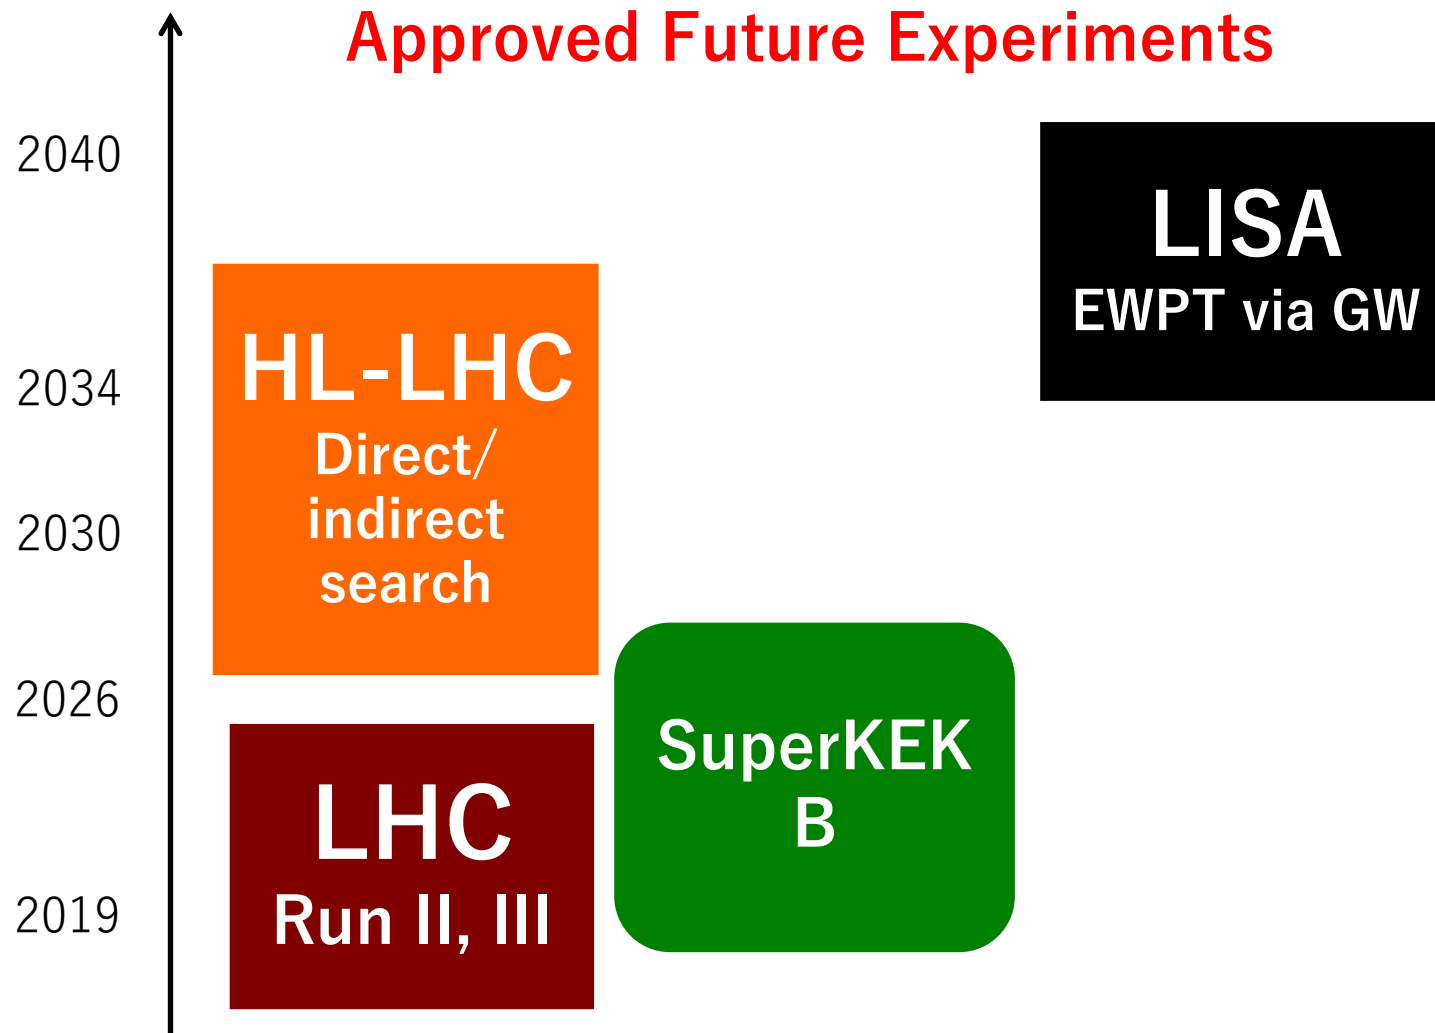 Approved Future Experiments
2040
LISA
EWPT via GW
HL-LHC
2034
Direct/
indirect
2030
search
2026
SuperKEK
B
LHC
Run II, III
2019